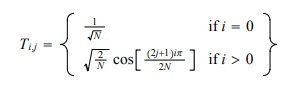 T_{i,j} = { 1/√N if i = 0
√(2/N) cos[ (2j+1)iπ / 2N ] if i > 0 }